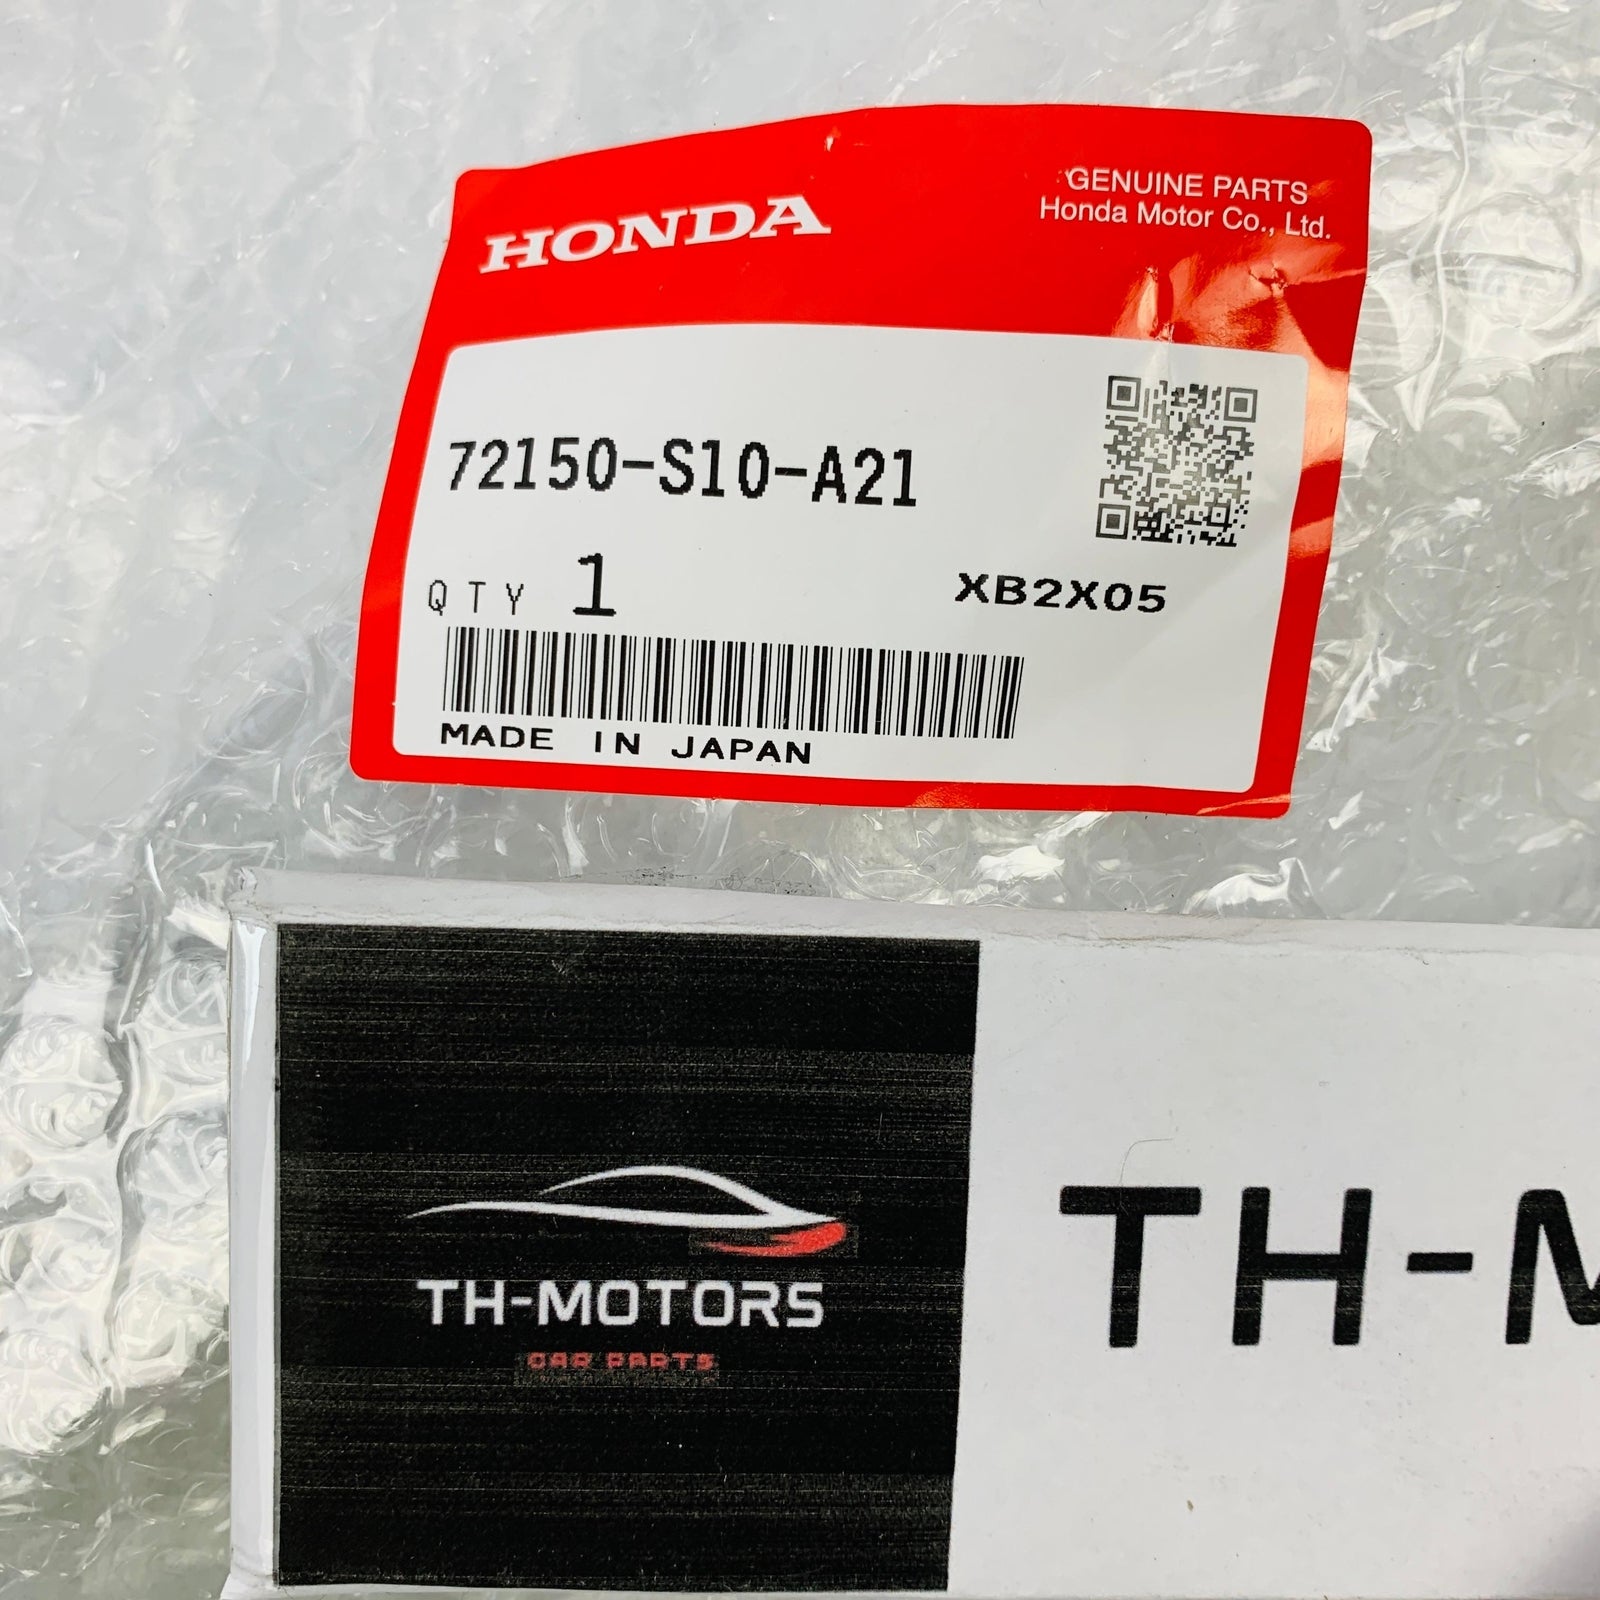 HONDA
GENUINE PARTS
Honda Motor Co., Ltd.
72150-S10-A21
QTY 1
XB2X05
MADE IN JAPAN
TH-MOTORS
CAR PARTS
TH-M